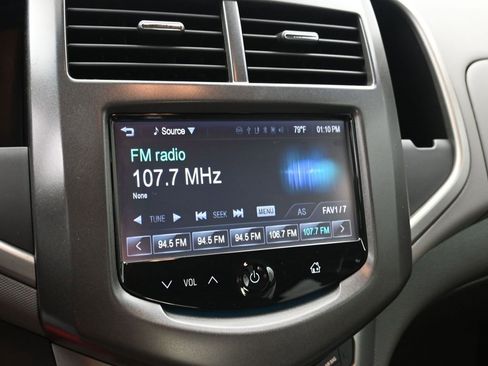 Source 79°F 01:10 PM
FM radio
107.7 MHz
None
TUNE SEEK MENU AS FAV1 / 7
94.5 FM 94.5 FM 94.5 FM 106.7 FM 107.7 FM
VOL